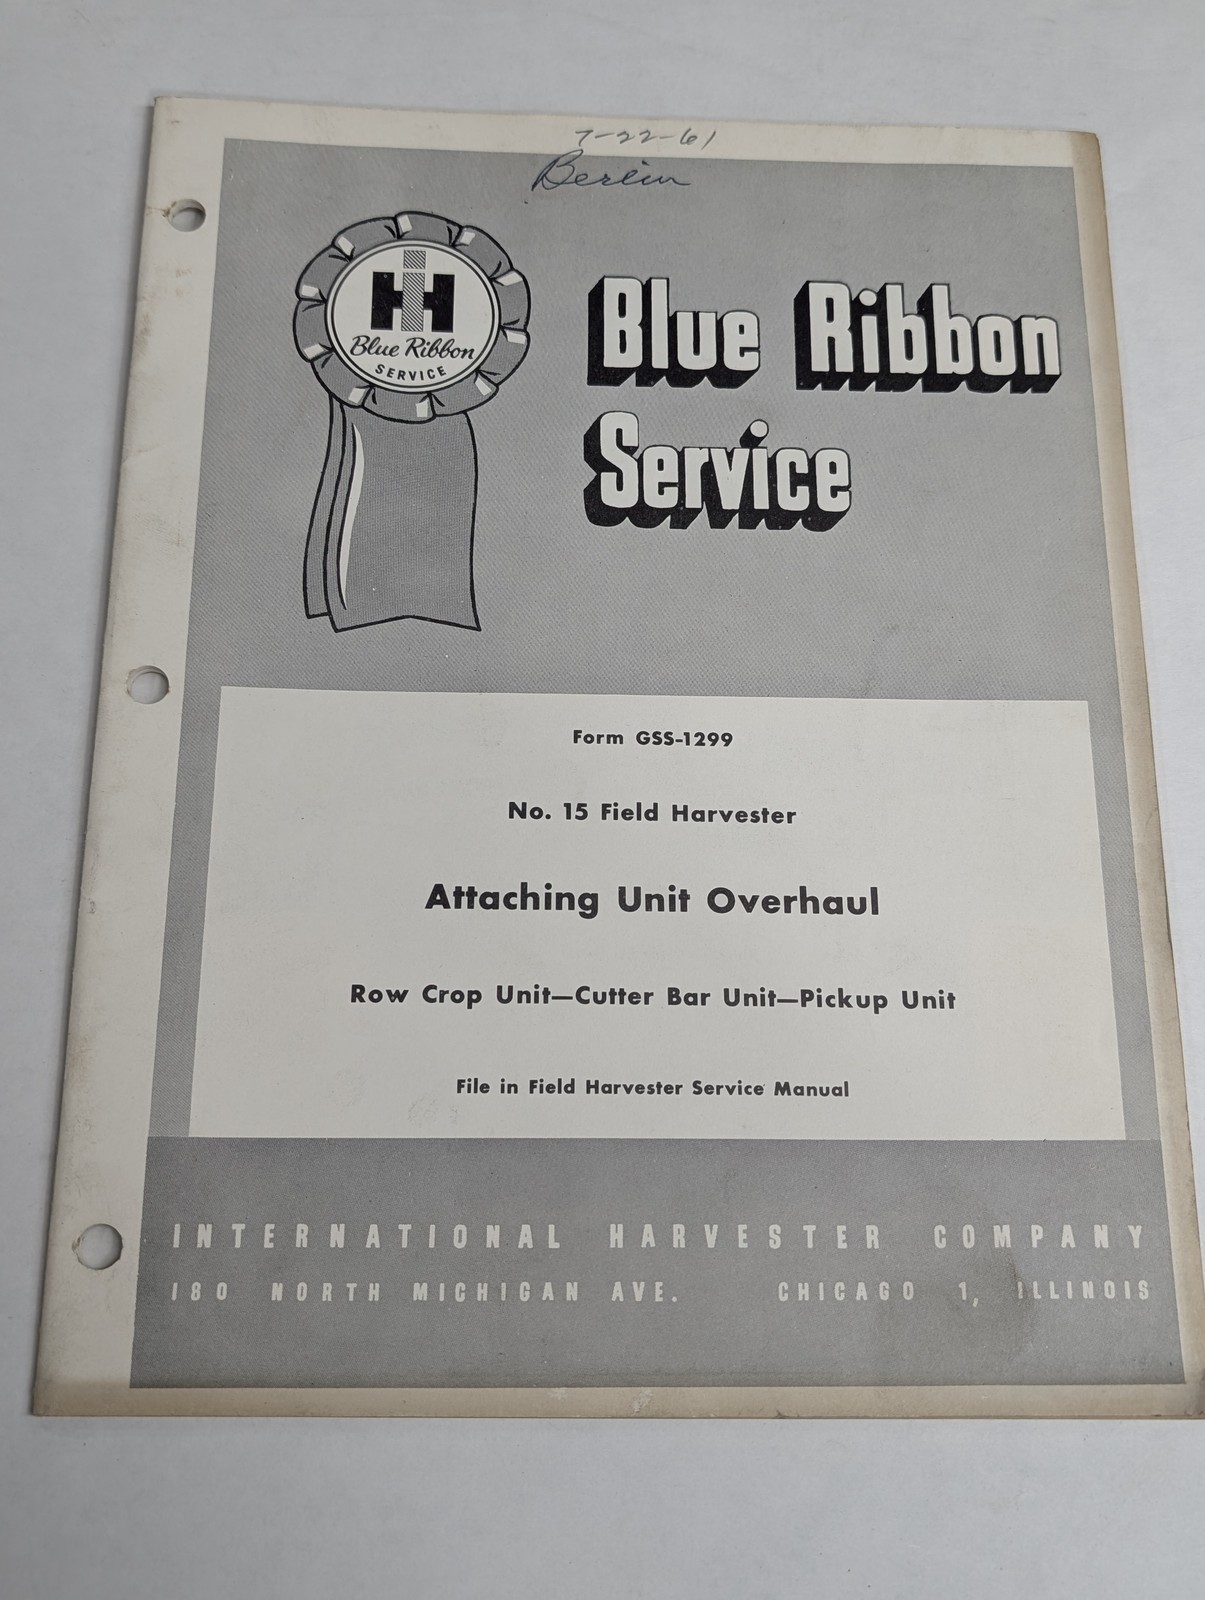 7-22-61
Berlin
IH
Blue Ribbon
SERVICE
Blue Ribbon
Service
Form GSS-1299
No. 15 Field Harvester
Attaching Unit Overhaul
Row Crop Unit—Cutter Bar Unit—Pickup Unit
File in Field Harvester Service Manual
INTERNATIONAL HARVESTER COMPANY
180 NORTH MICHIGAN AVE. CHICAGO 1, ILLINOIS